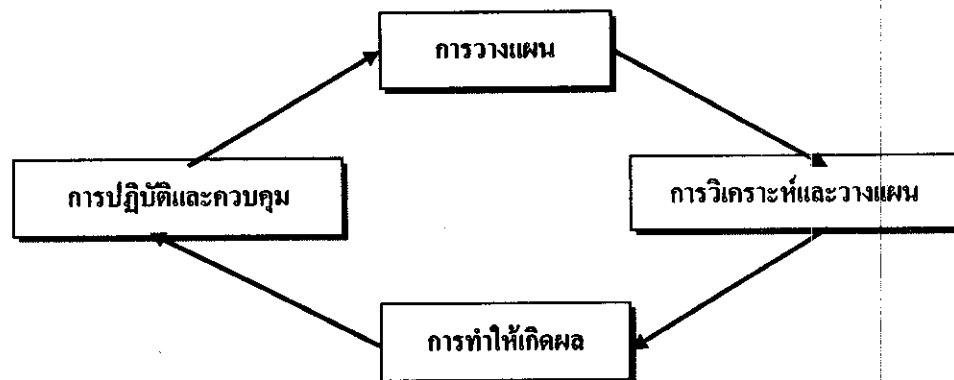 การวางแผน
การปฏิบัติและควบคุม
การวิเคราะห์และวางแผน
การทำให้เกิดผล